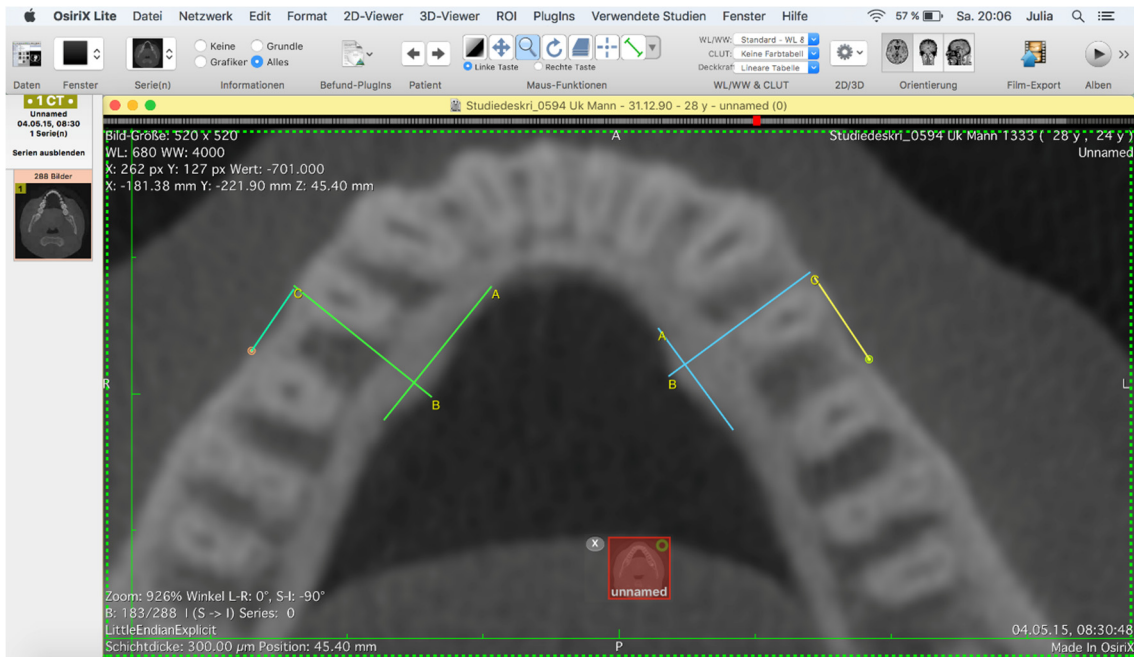 OsiriX Lite Datei Netzwerk Edit Format 2D-Viewer 3D-Viewer ROI PlugIns Verwendete Studien Fenster Hilfe 57 % Sa. 20:06 Julia
Keine Grundle
Grafiker Alles
Linke Taste Rechte Taste
WL/WW: Standard - WL &
CLUT: Keine Farbtabell
Deckkraf Lineare Tabelle
Daten Fenster Serie(n) Informationen Befund-PlugIns Patient Maus-Funktionen WL/WW & CLUT 2D/3D Orientierung Film-Export Alben
1 CT
Unnamed
04.05.15, 08:30
1 Serie(n)
Serien ausblenden
288 Bilder
1
Studiedeskri_0594 Uk Mann - 31.12.90 - 28 y - unnamed (0)
Bild-Größe: 520 x 520
WL: 680 WW: 4000
X: 262 px Y: 127 px Wert: -701.000
X: -181.38 mm Y: -221.90 mm Z: 45.40 mm
A
Studiedeskri_0594 Uk Mann 1333 ( 28 y , 24 y )
Unnamed
C
A
B
C
A
B
R
L
X
unnamed
Zoom: 926% Winkel L-R: 0°, S-I: -90°
B: 183/288 I (S -> I) Series: 0
LittleEndianExplicit
Schichtdicke: 300.00 µm Position: 45.40 mm
P
04.05.15, 08:30:48
Made In OsiriX